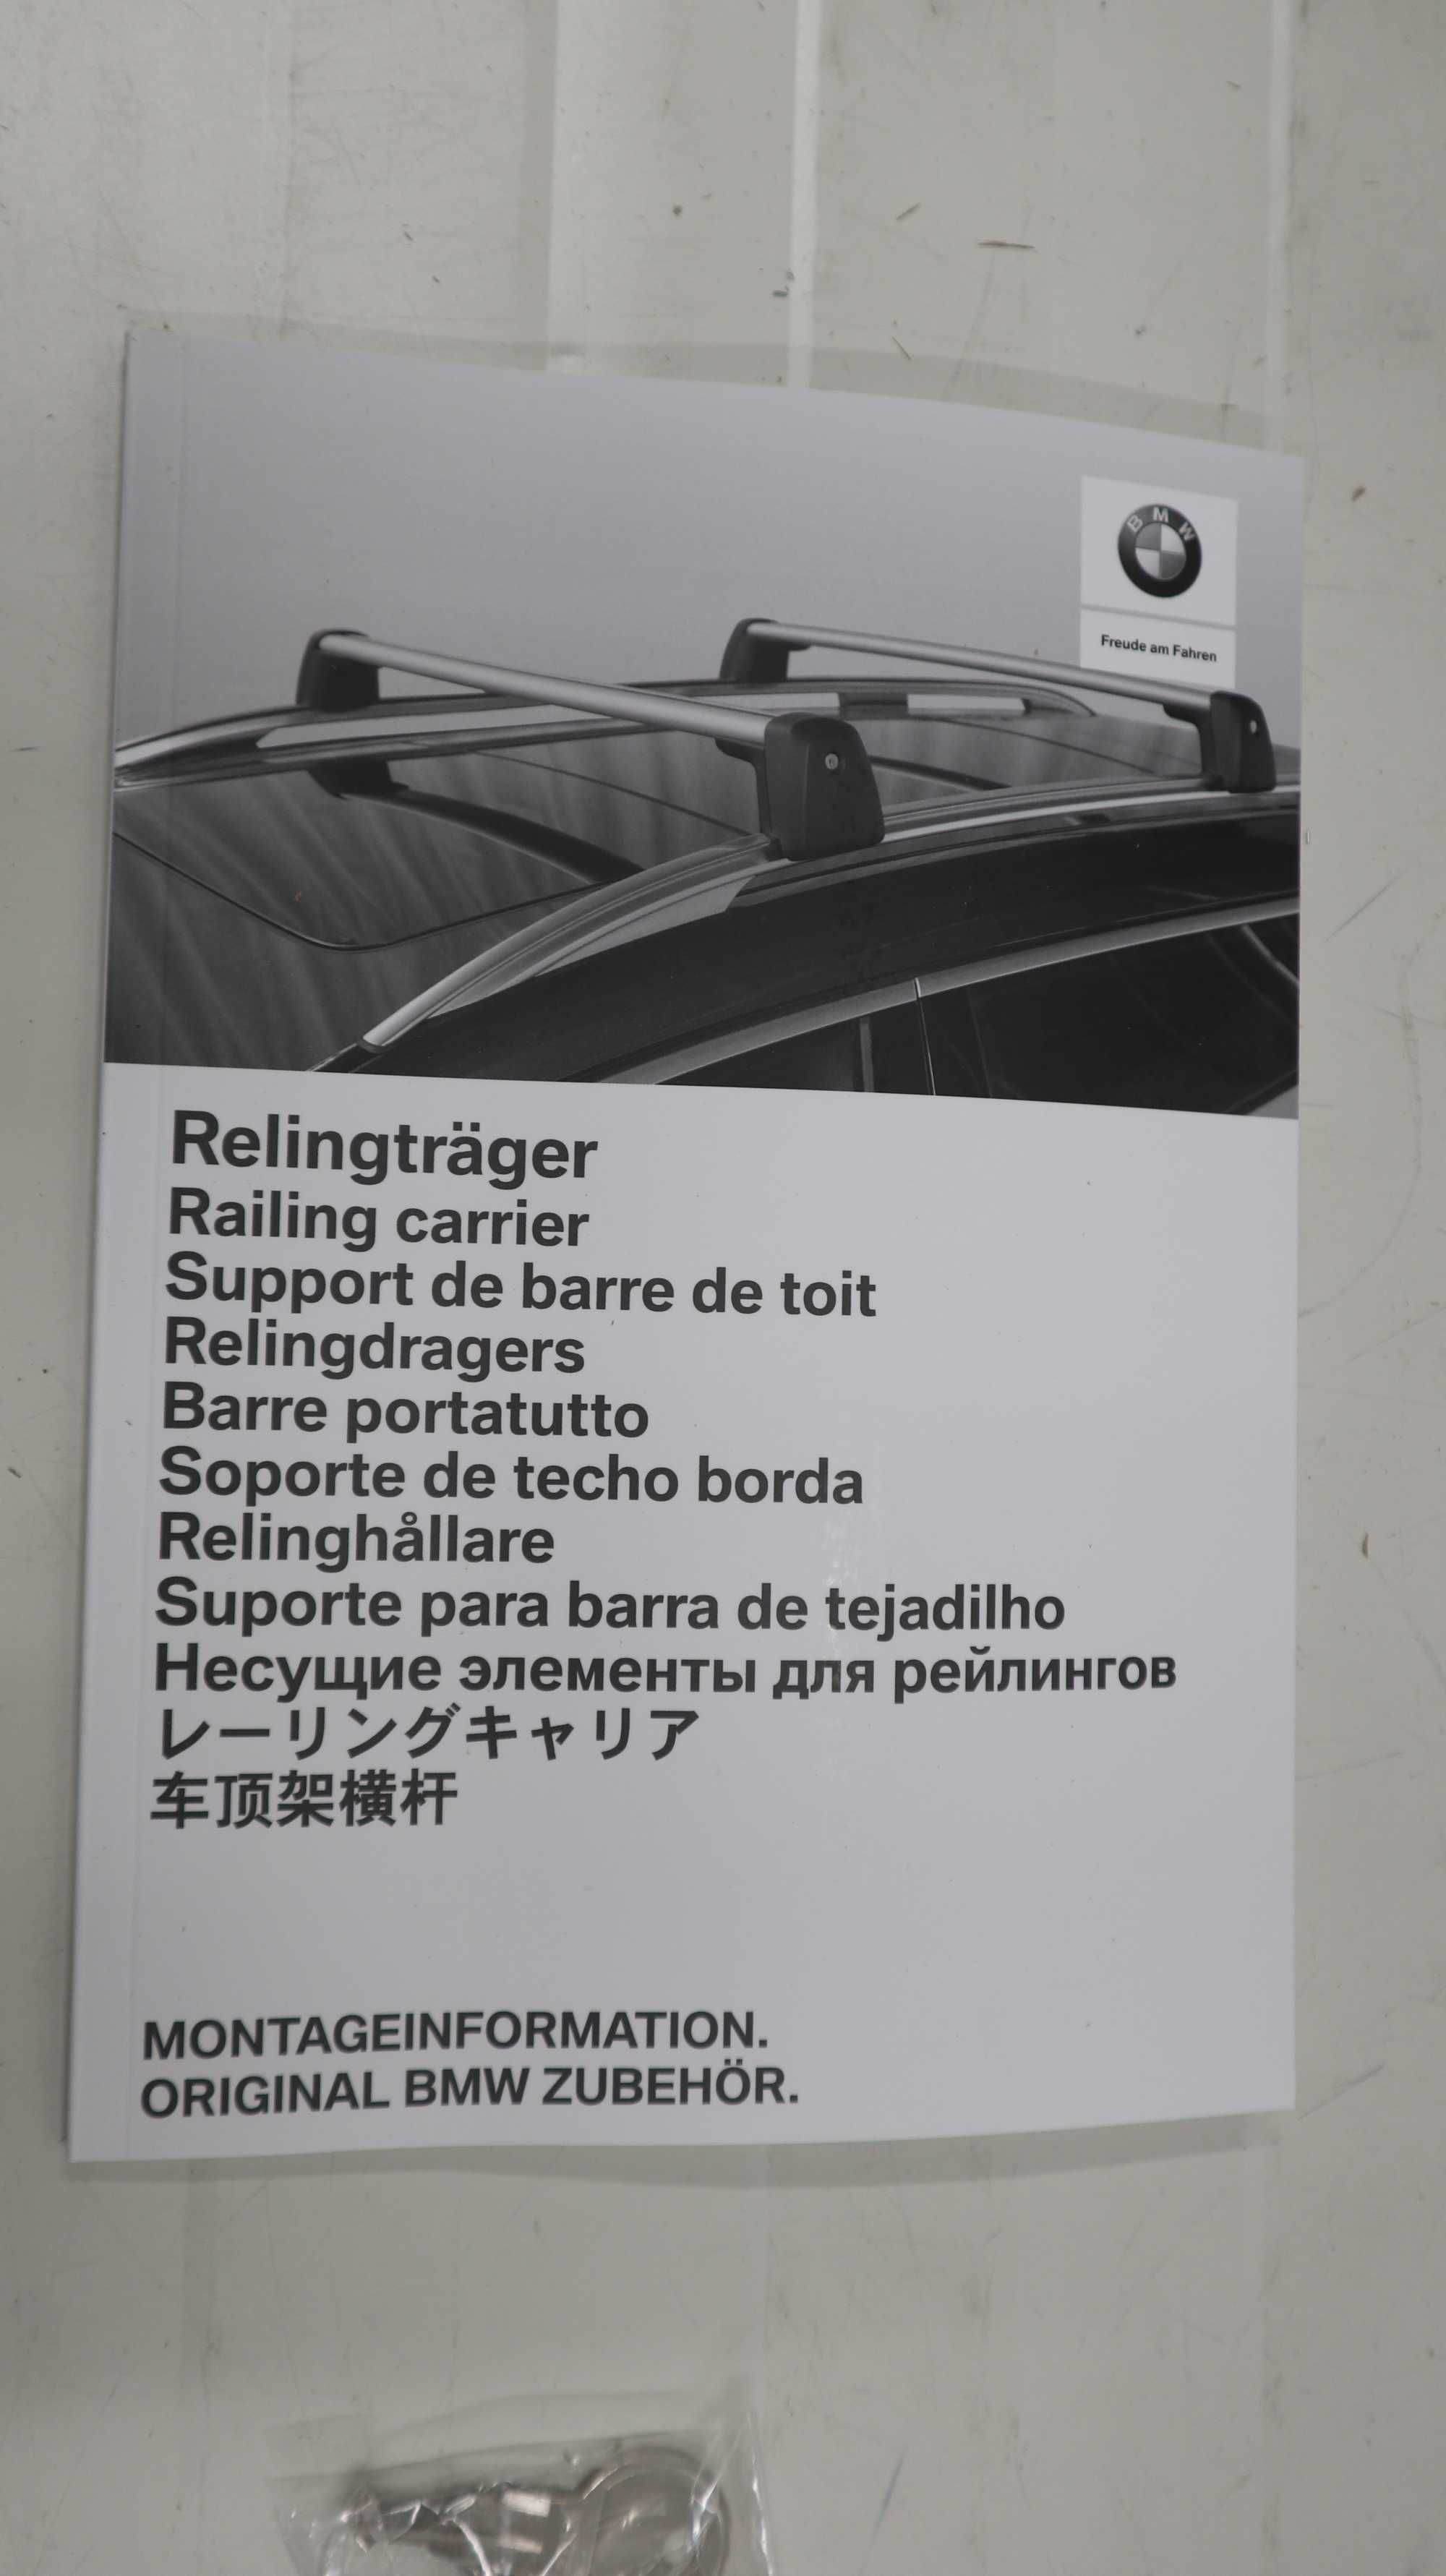 BMW
Freude am Fahren
Relingträger
Railing carrier
Support de barre de toit
Relingdragers
Barre portatutto
Soporte de techo borda
Relinghållare
Suporte para barra de tejadilho
Несущие элементы для рейлингов
レーリングキャリア
车顶架横杆
MONTAGEINFORMATION.
ORIGINAL BMW ZUBEHÖR.